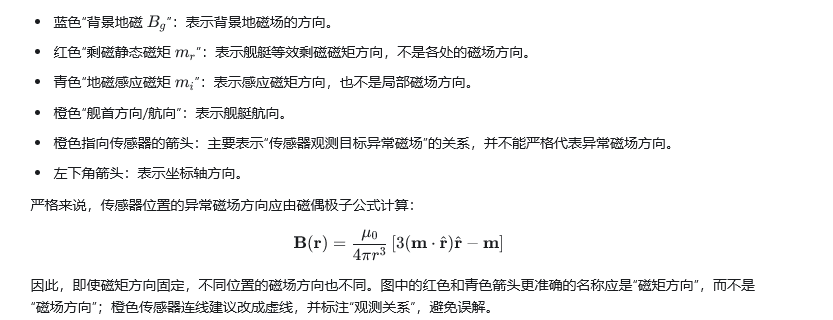 • 蓝色“背景地磁 B_g”：表示背景地磁场的方向。
• 红色“剩磁静态磁矩 m_r”：表示舰艇等效剩磁磁矩方向，不是各处的磁场方向。
• 青色“地磁感应磁矩 m_i”：表示感应磁矩方向，也不是局部磁场方向。
• 橙色“舰首方向/航向”：表示舰艇航向。
• 橙色指向传感器的箭头：主要表示“传感器观测目标异常磁场”的关系，并不能严格代表异常磁场方向。
• 左下角箭头：表示坐标轴方向。
严格来说，传感器位置的异常磁场方向应由磁偶极子公式计算：
B(r) = μ₀/4πr³ [3(m · r̂)r̂ − m]
因此，即使磁矩方向固定，不同位置的磁场方向也不同。图中的红色和青色箭头更准确的名称应是“磁矩方向”，而不是
“磁场方向”；橙色传感器连线建议改成虚线，并标注“观测关系”，避免误解。